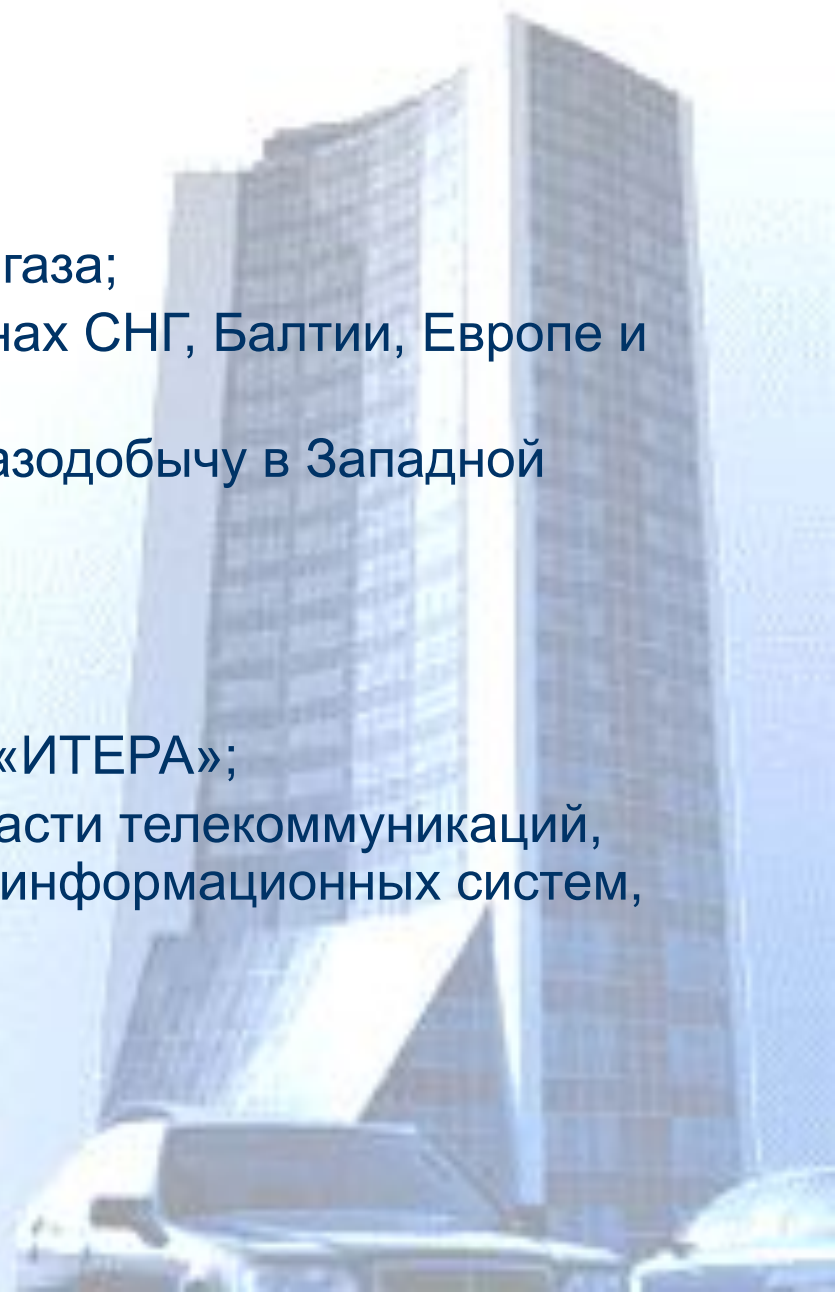 газа;
нах СНГ, Балтии, Европе и
азодобычу в Западной
«ИТЕРА»;
асти телекоммуникаций,
информационных систем,